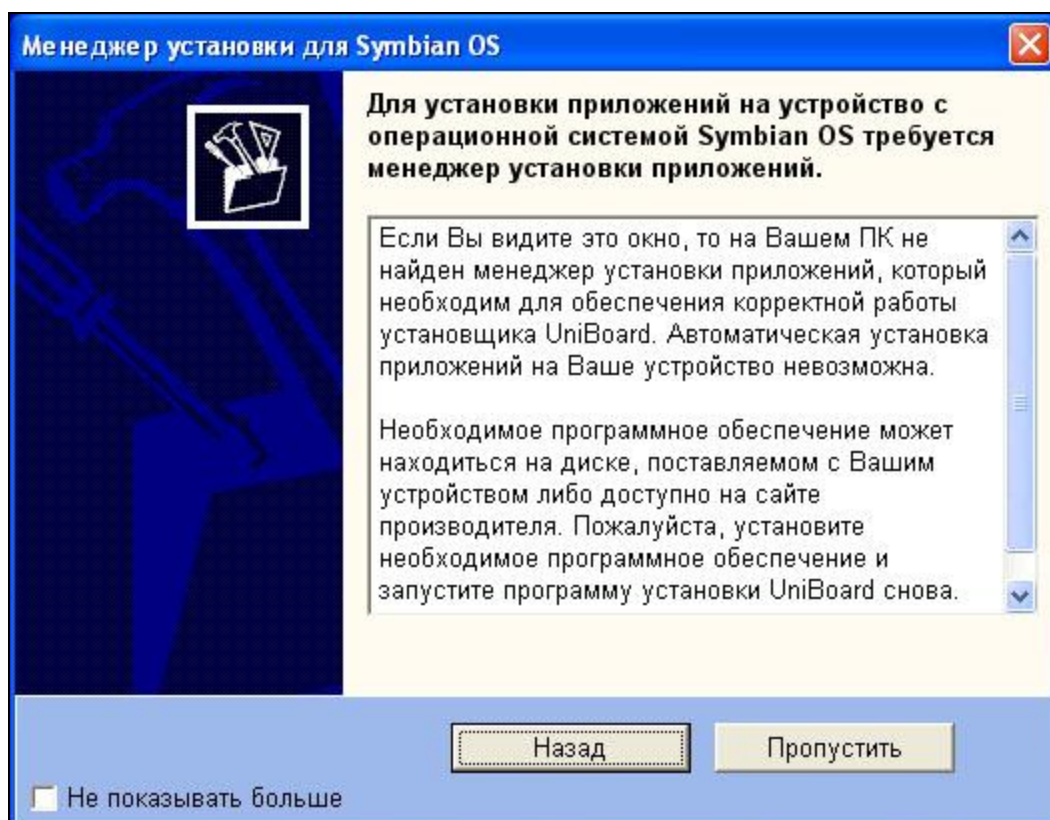 Менеджер установки для Symbian OS
Для установки приложений на устройство с
операционной системой Symbian OS требуется
менеджер установки приложений.
Если Вы видите это окно, то на Вашем ПК не
найден менеджер установки приложений, который
необходим для обеспечения корректной работы
установщика UniBoard. Автоматическая установка
приложений на Ваше устройство невозможна.
Необходимое программное обеспечение может
находиться на диске, поставляемом с Вашим
устройством либо доступно на сайте
производителя. Пожалуйста, установите
необходимое программное обеспечение и
запустите программу установки UniBoard снова.
Назад
Пропустить
Не показывать больше